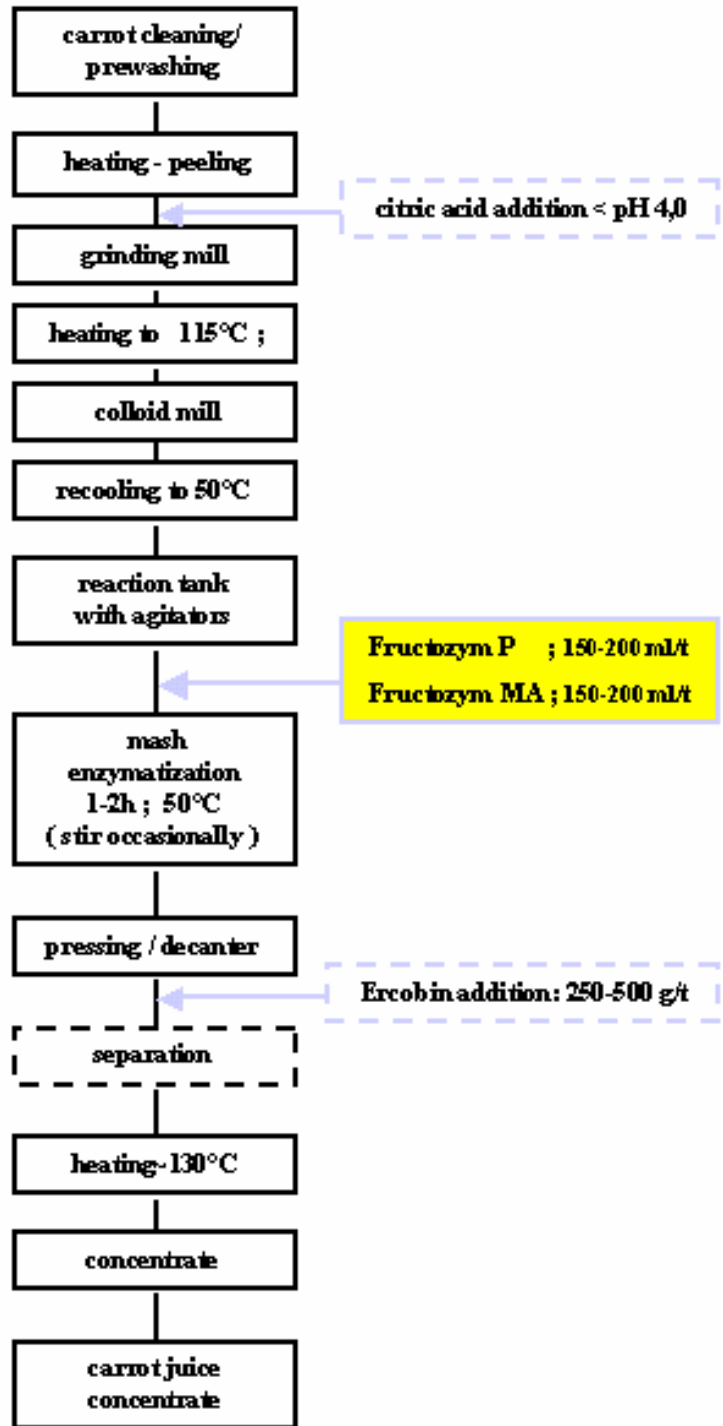 carrot cleaning/
prewashing
heating - peeling
citric acid addition < pH 4,0
grinding mill
heating to 115°C ;
colloid mill
recooling to 50°C
reaction tank
with agitators
Fructozym P ; 150-200 ml/t
Fructozym MA ; 150-200 ml/t
mash
enzymatization
1-2h ; 50°C
( stir occasionally )
pressing / decanter
Ercobin addition: 250-500 g/t
separation
heating~130°C
concentrate
carrot juice
concentrate